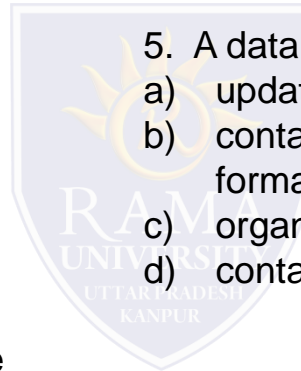 5. A data
a) updat
b) conta
forma
c) organ
d) conta
RAMA
UNIVERSITY
UTTAR PRADESH
KANPUR
e